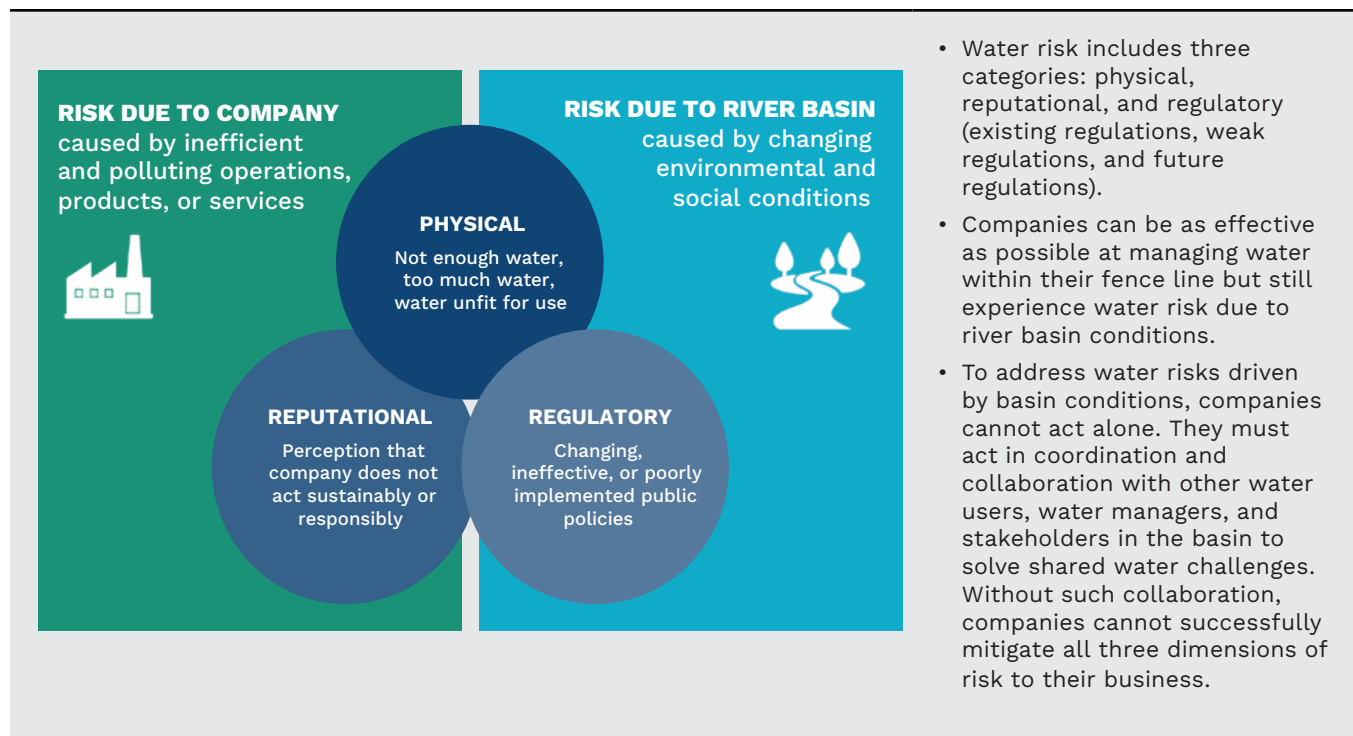 RISK DUE TO COMPANY
caused by inefficient
and polluting operations,
products, or services
RISK DUE TO RIVER BASIN
caused by changing
environmental and
social conditions
PHYSICAL
Not enough water,
too much water,
water unfit for use
REPUTATIONAL
Perception that
company does not
act sustainably or
responsibly
REGULATORY
Changing,
ineffective, or poorly
implemented public
policies
• Water risk includes three
categories: physical,
reputational, and regulatory
(existing regulations, weak
regulations, and future
regulations).
• Companies can be as effective
as possible at managing water
within their fence line but still
experience water risk due to
river basin conditions.
• To address water risks driven
by basin conditions, companies
cannot act alone. They must
act in coordination and
collaboration with other water
users, water managers, and
stakeholders in the basin to
solve shared water challenges.
Without such collaboration,
companies cannot successfully
mitigate all three dimensions of
risk to their business.